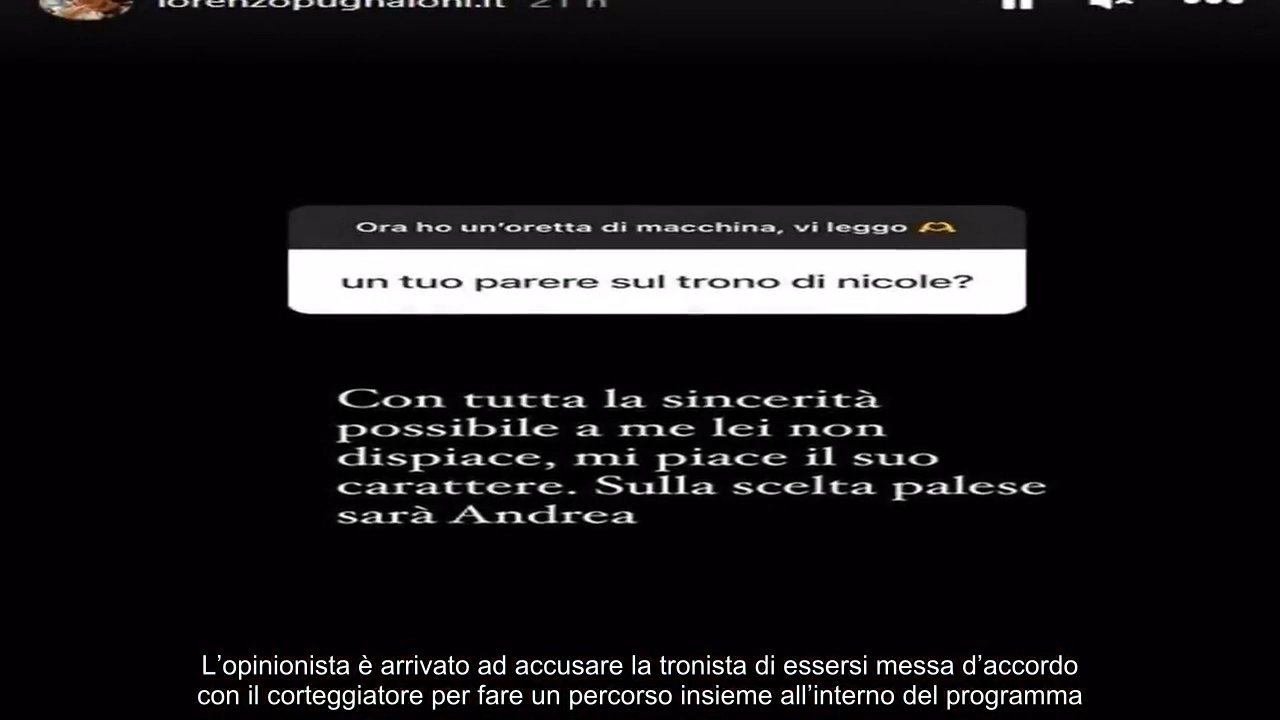 lorenzopugnaloni.it 21 h
Ora ho un'oretta di macchina, vi leggo 🫶
un tuo parere sul trono di nicole?
Con tutta la sincerità
possibile a me lei non
dispiace, mi piace il suo
carattere. Sulla scelta palese
sarà Andrea
L'opinionista è arrivato ad accusare la tronista di essersi messa d'accordo
con il corteggiatore per fare un percorso insieme all'interno del programma